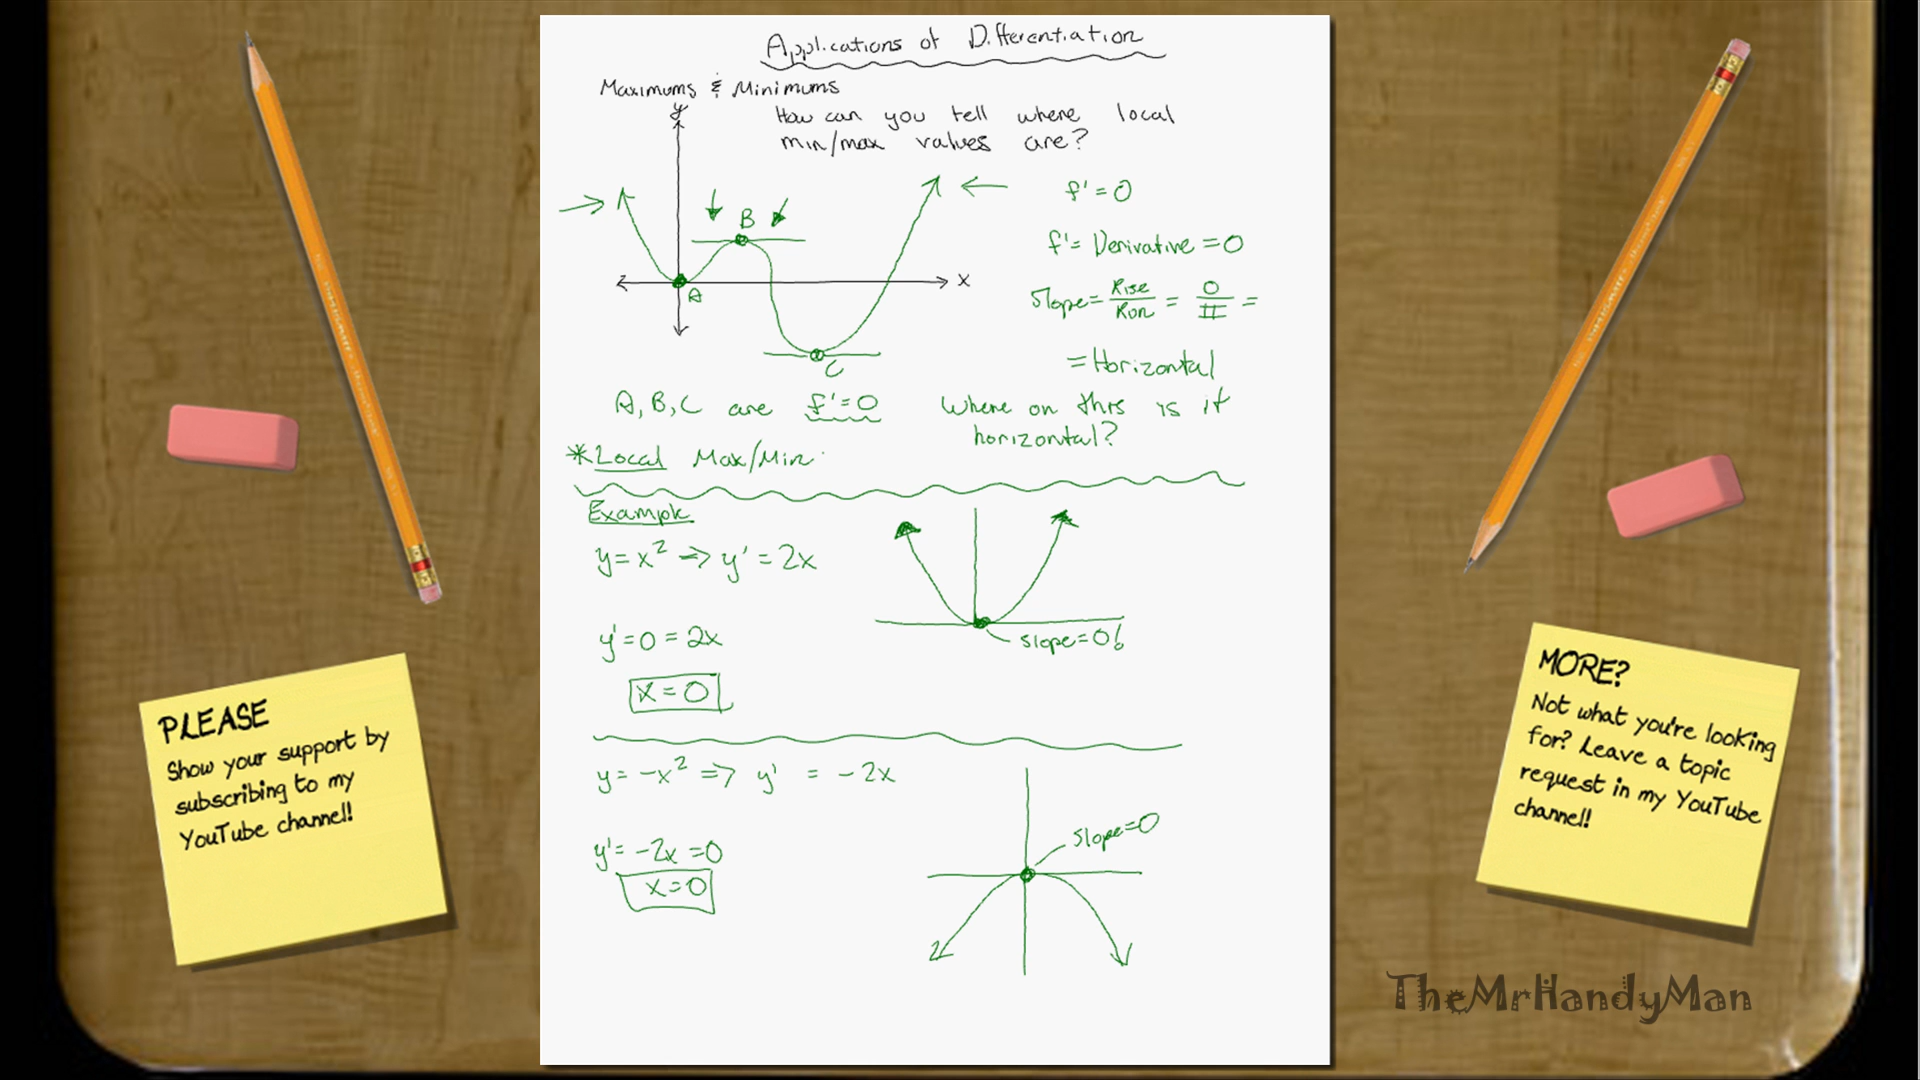 Applications of Differentiation
Maximums & Minimums
y
How can you tell where local
min/max values are?
f' = 0
B
f' = Derivative = 0
x
A
Slope = Rise/Run = 0/# =
= Horizontal
C
A, B, C are f' = 0
Where on this is it
horizontal?
*Local Max/Min
Example
y = x² => y' = 2x
y' = 0 = 2x
slope = 0!
x = 0
y = -x² => y' = -2x
slope = 0
y' = -2x = 0
x = 0
PLEASE
Show your support by
subscribing to my
YouTube channel!
MORE?
Not what you're looking
for? Leave a topic
request in my YouTube
channel!
TheMrHandyMan